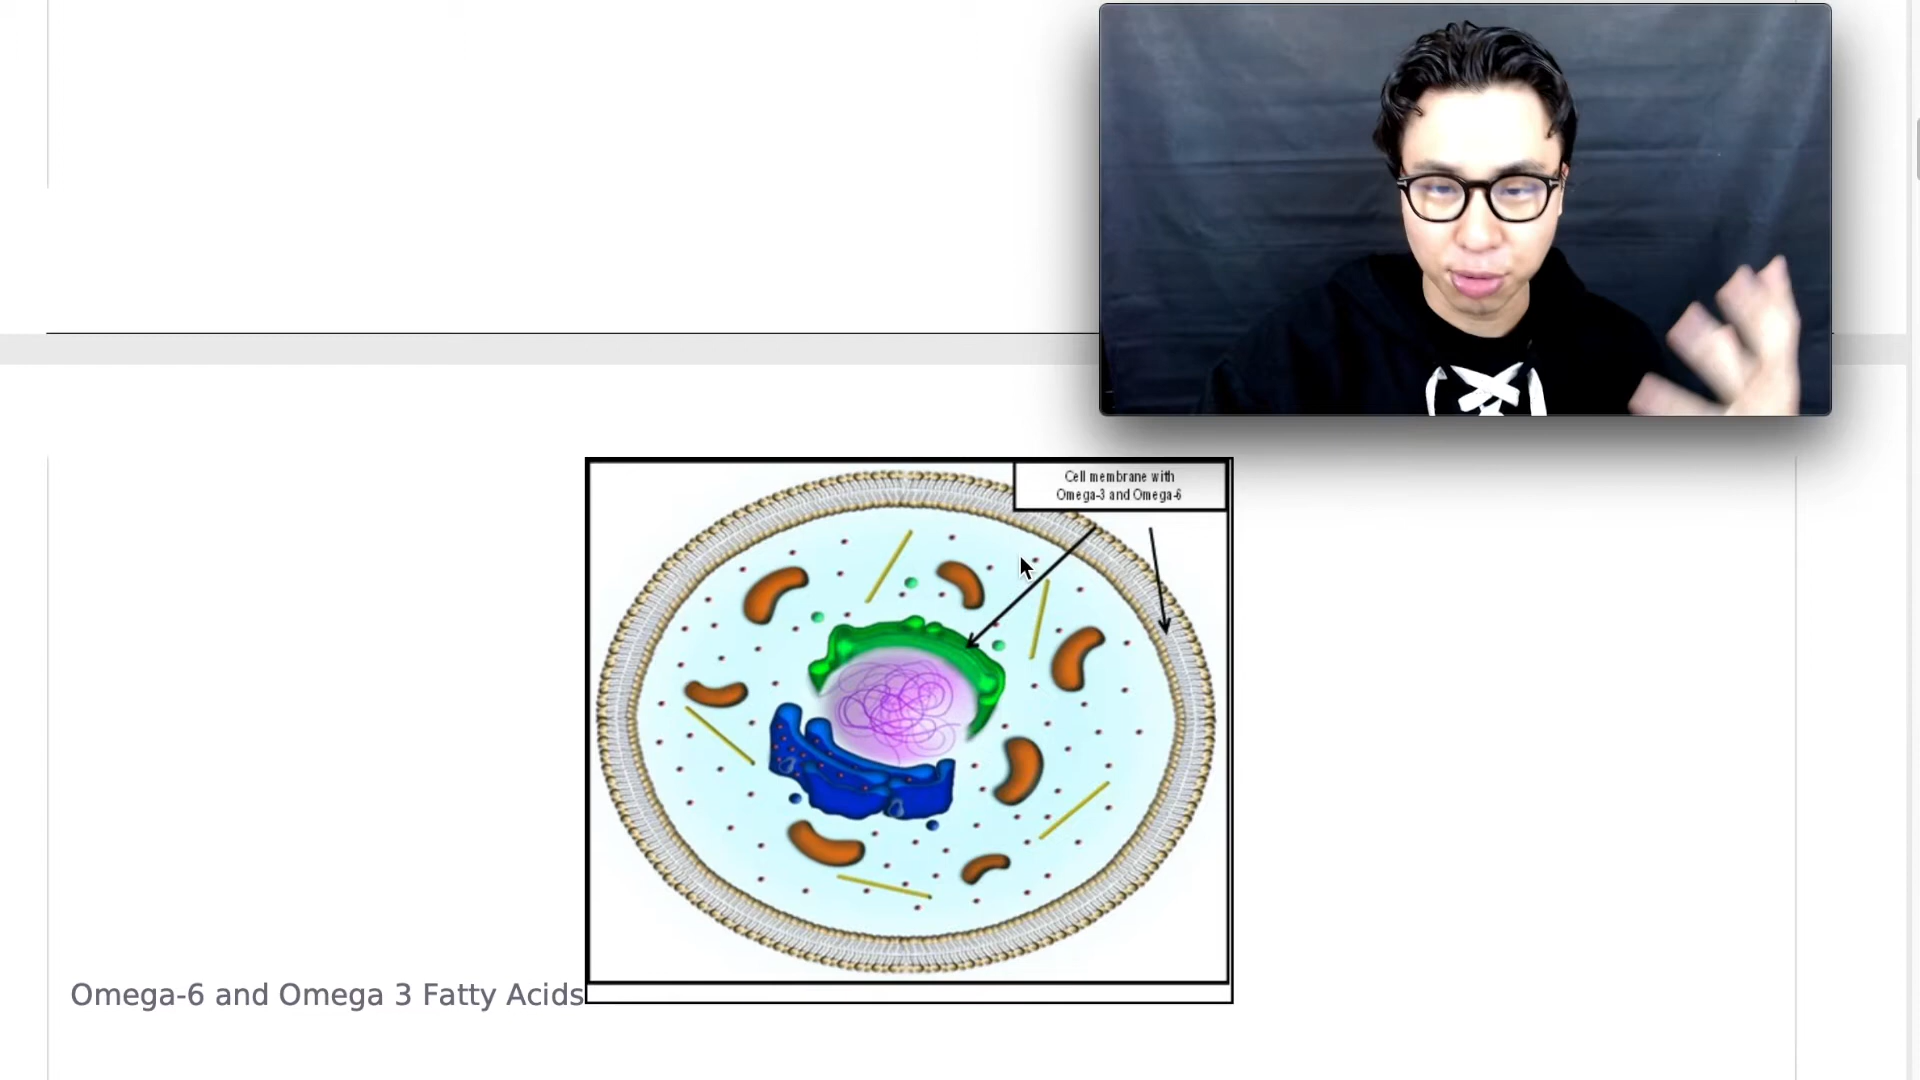 Cell membrane with
Omega-3 and Omega-6
Omega-6 and Omega 3 Fatty Acids